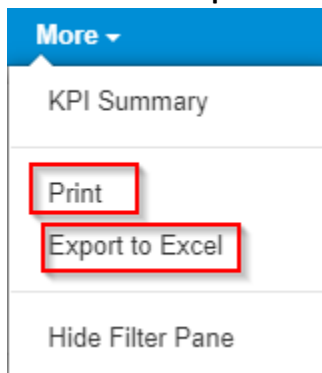 More
KPI Summary
Print
Export to Excel
Hide Filter Pane